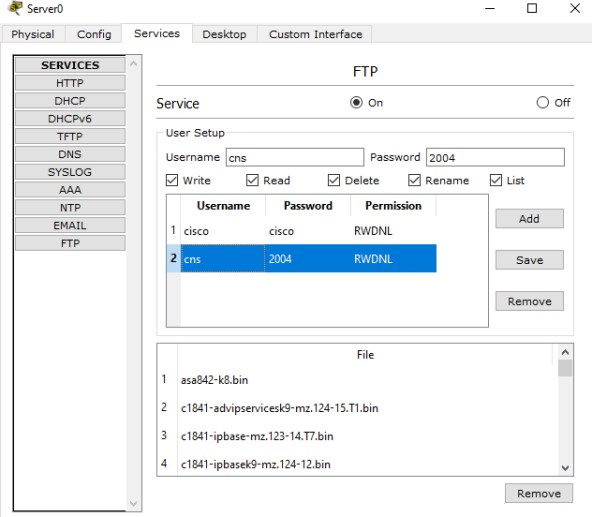 Server0
Physical Config Services Desktop Custom Interface
SERVICES
HTTP
DHCP
DHCPv6
TFTP
DNS
SYSLOG
AAA
NTP
EMAIL
FTP
FTP
Service On Off
User Setup
Username cns Password 2004
Write Read Delete Rename List
Username Password Permission
1 cisco cisco RWDNL
2 cns 2004 RWDNL
Add
Save
Remove
File
1 asa842-k8.bin
2 c1841-advipservicesk9-mz.124-15.T1.bin
3 c1841-ipbase-mz.123-14.T7.bin
4 c1841-ipbasek9-mz.124-12.bin
Remove